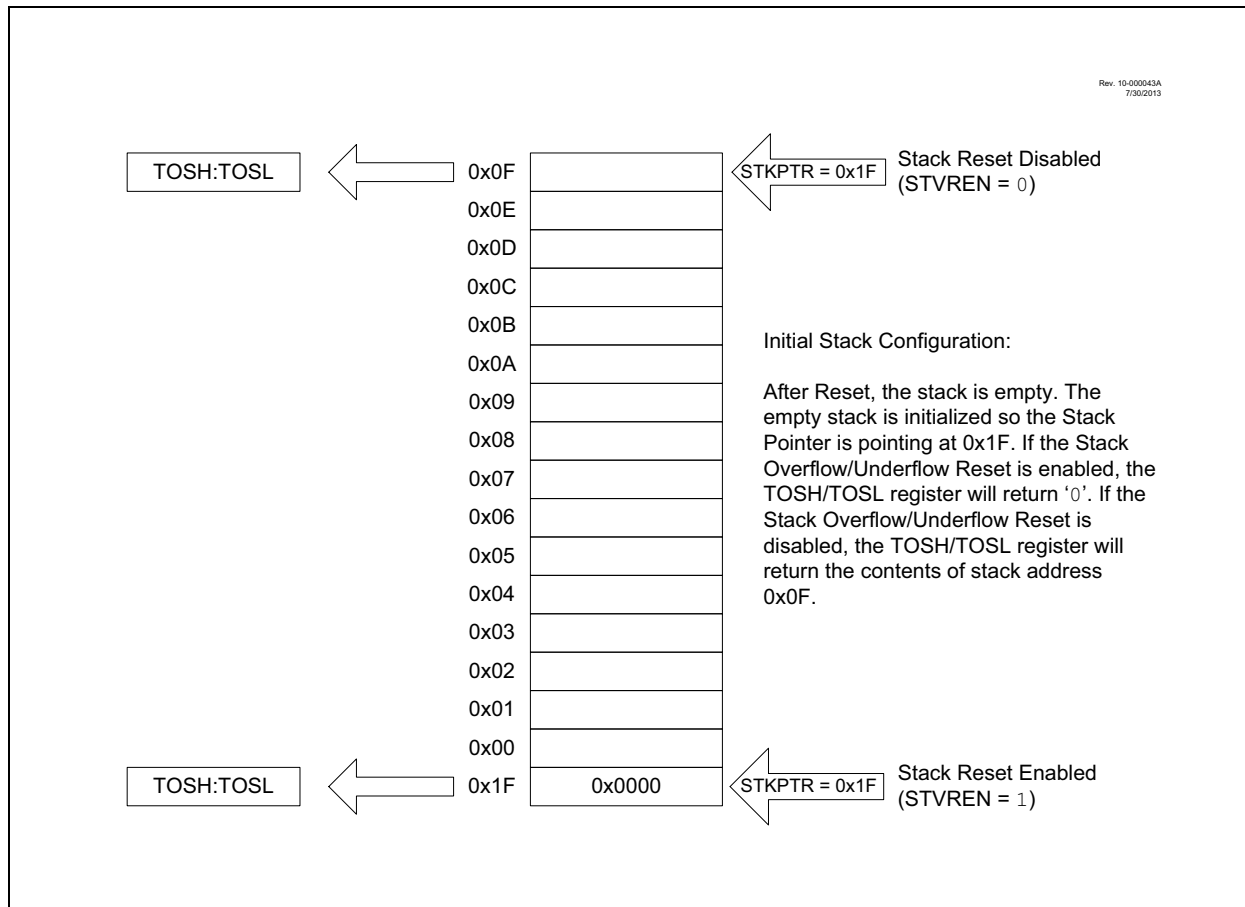 Rev. 10-000043A
7/30/2013
TOSH:TOSL
0x0F
STKPTR = 0x1F
Stack Reset Disabled
(STVREN = 0)
0x0E
0x0D
0x0C
0x0B
0x0A
0x09
0x08
0x07
0x06
0x05
0x04
0x03
0x02
0x01
0x00
Initial Stack Configuration:
After Reset, the stack is empty. The
empty stack is initialized so the Stack
Pointer is pointing at 0x1F. If the Stack
Overflow/Underflow Reset is enabled, the
TOSH/TOSL register will return ‘0’. If the
Stack Overflow/Underflow Reset is
disabled, the TOSH/TOSL register will
return the contents of stack address
0x0F.
TOSH:TOSL
0x1F
0x0000
STKPTR = 0x1F
Stack Reset Enabled
(STVREN = 1)